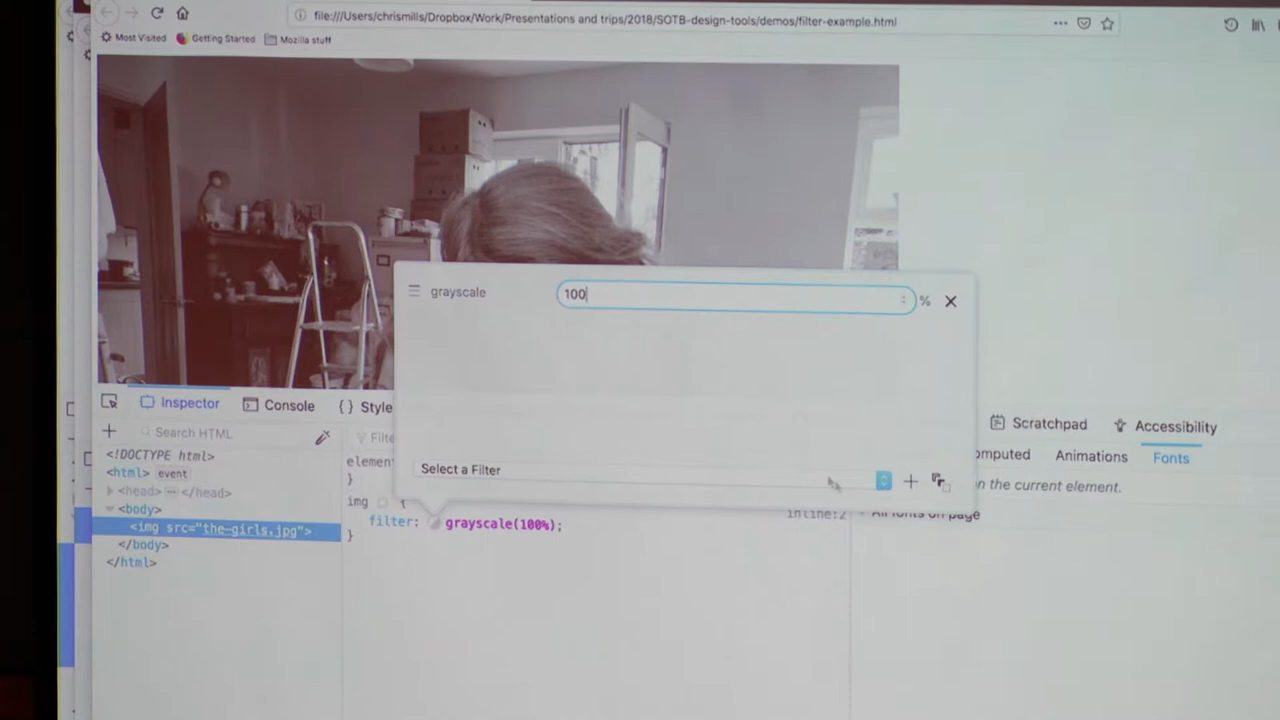 file:///Users/chrismills/Dropbox/Work/Presentations and trips/2018/SOTB-design-tools/demos/filter-example.html
Most Visited Getting Started Mozilla stuff
grayscale 100 %
Inspector Console { } Style Scratchpad Accessibility
Search HTML Filte omputed Animations Fonts
<!DOCTYPE html>
<html> event
<head> </head>
<body>
<img src="the-girls.jpg">
</body>
</html>
elemen
}
img {
filter: grayscale(100%);
}
inline:2
Select a Filter
n the current element.
All fonts on page